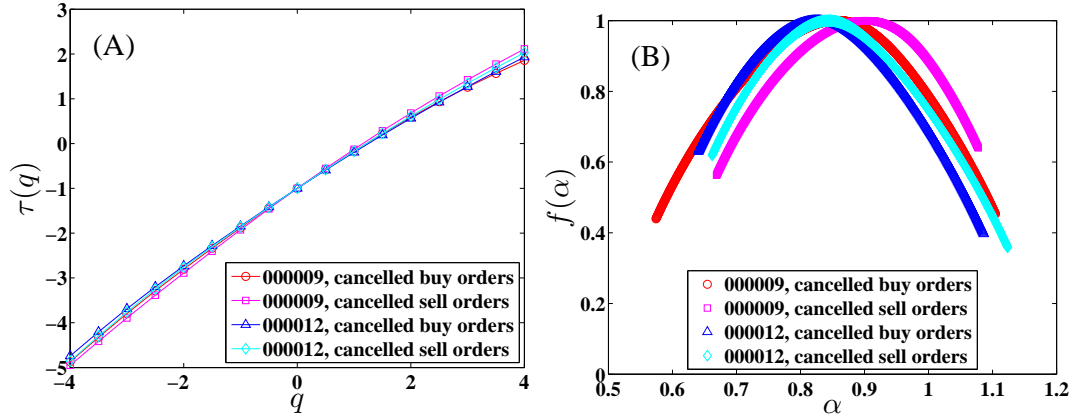 (A)
τ(q)
3
2
1
0
−1
−2
−3
−4
−5
−4
−2
0
2
4
q
000009, cancelled buy orders
000009, cancelled sell orders
000012, cancelled buy orders
000012, cancelled sell orders
(B)
f(α)
1
0.8
0.6
0.4
0.2
0
0.5
0.6
0.7
0.8
0.9
1
1.1
1.2
α
000009, cancelled buy orders
000009, cancelled sell orders
000012, cancelled buy orders
000012, cancelled sell orders